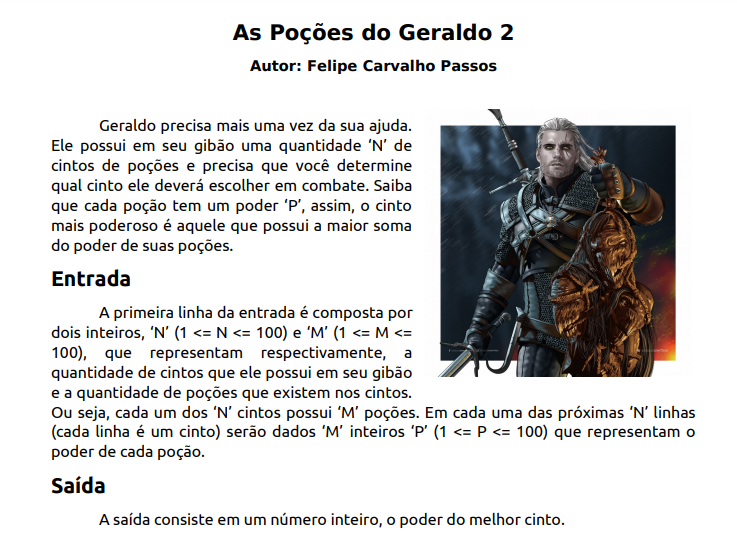 As Poções do Geraldo 2
Autor: Felipe Carvalho Passos
Geraldo precisa mais uma vez da sua ajuda.
Ele possui em seu gibão uma quantidade ‘N’ de
cintos de poções e precisa que você determine
qual cinto ele deverá escolher em combate. Saiba
que cada poção tem um poder ‘P’, assim, o cinto
mais poderoso é aquele que possui a maior soma
do poder de suas poções.
Entrada
A primeira linha da entrada é composta por
dois inteiros, ‘N’ (1 <= N <= 100) e ‘M’ (1 <= M <=
100), que representam respectivamente, a
quantidade de cintos que ele possui em seu gibão
e a quantidade de poções que existem nos cintos.
Ou seja, cada um dos ‘N’ cintos possui ‘M’ poções. Em cada uma das próximas ‘N’ linhas
(cada linha é um cinto) serão dados ‘M’ inteiros ‘P’ (1 <= P <= 100) que representam o
poder de cada poção.
Saída
A saída consiste em um número inteiro, o poder do melhor cinto.